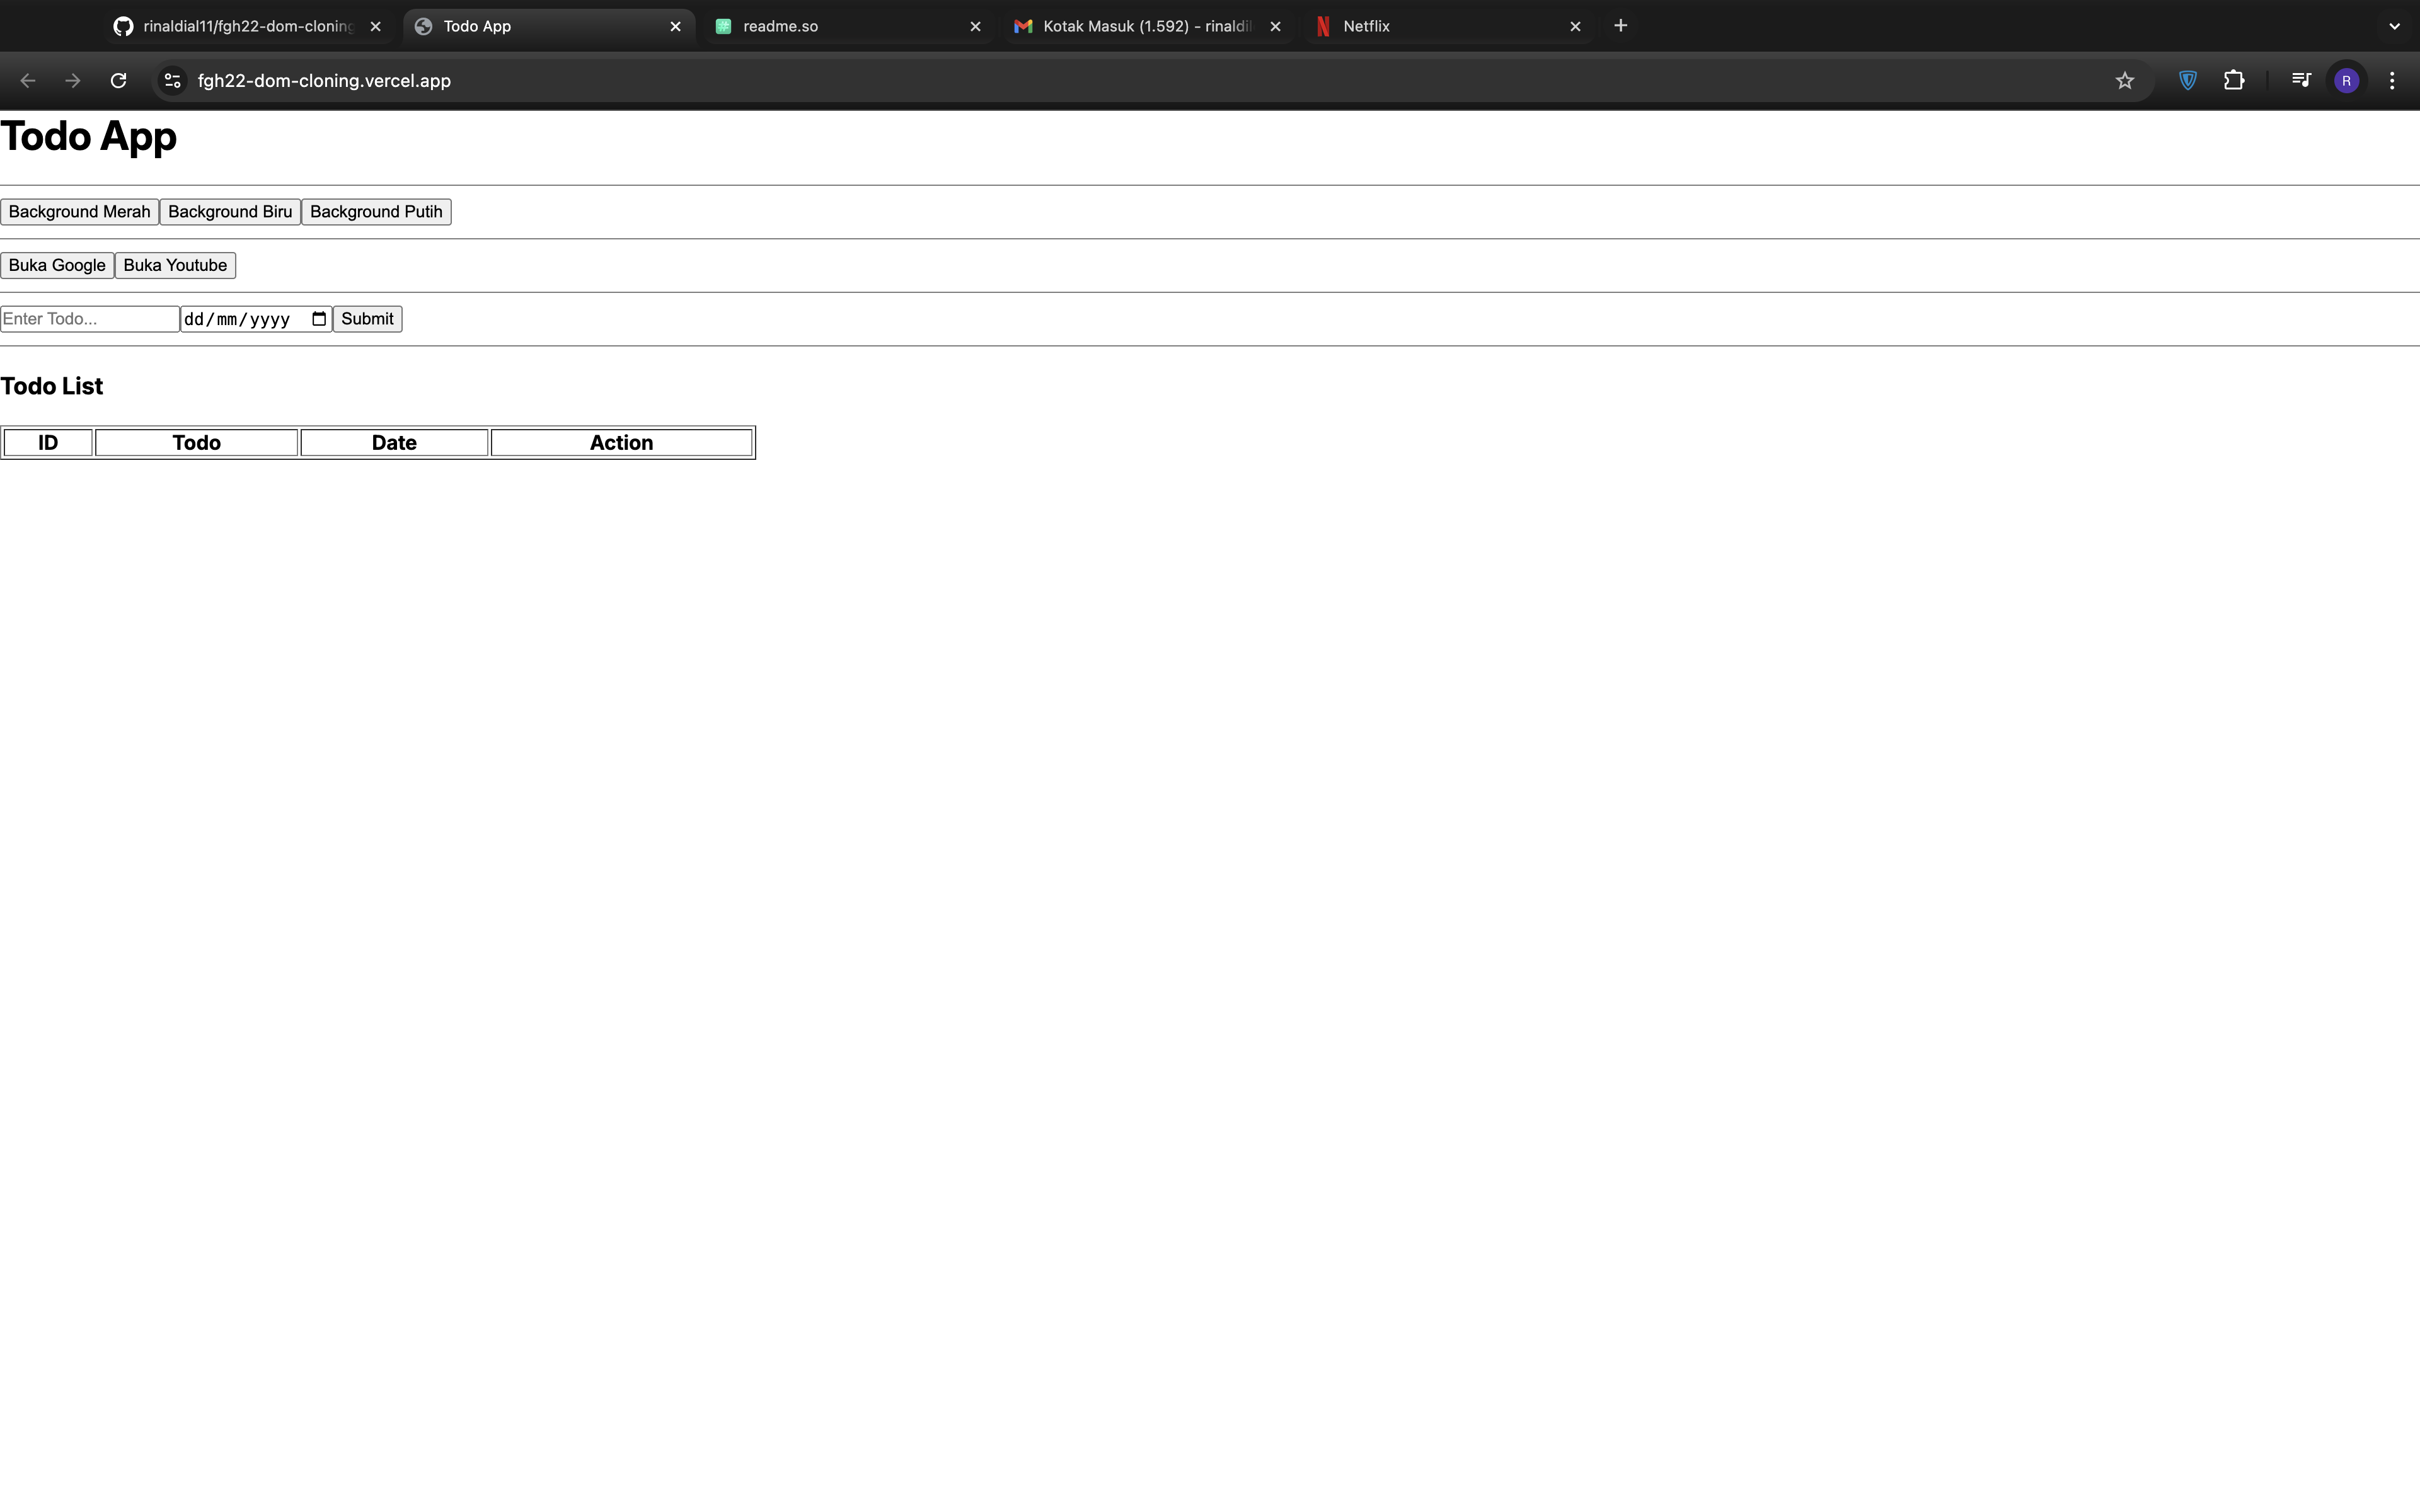 rinaldial11/fgh22-dom-cloning
Todo App
readme.so
Kotak Masuk (1.592) - rinaldi
Netflix
fgh22-dom-cloning.vercel.app
R
Todo App
Background Merah Background Biru Background Putih
Buka Google Buka Youtube
Enter Todo... dd/mm/yyyy Submit
Todo List
ID Todo Date Action